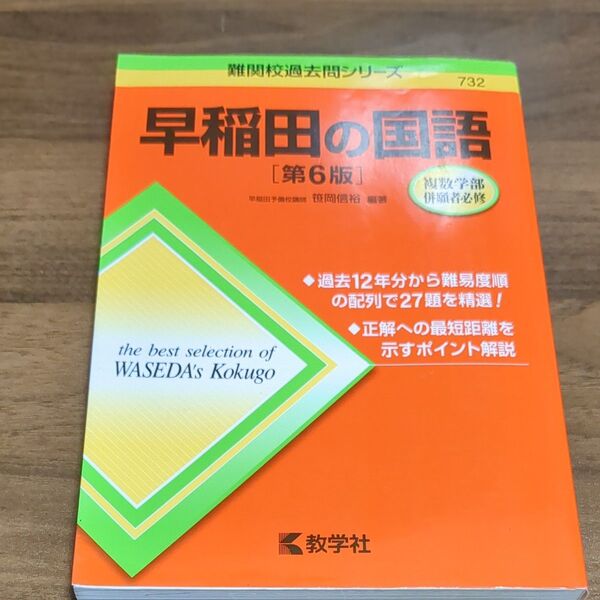 難関校過去問シリーズ
732
早稲田の国語
[第6版]
早稲田予備校講師 笹岡信裕 編著
複数学部
併願者必修
◆過去12年分から難易度順
の配列で27題を精選!
◆正解への最短距離を
示すポイント解説
the best selection of
WASEDA's Kokugo
教学社